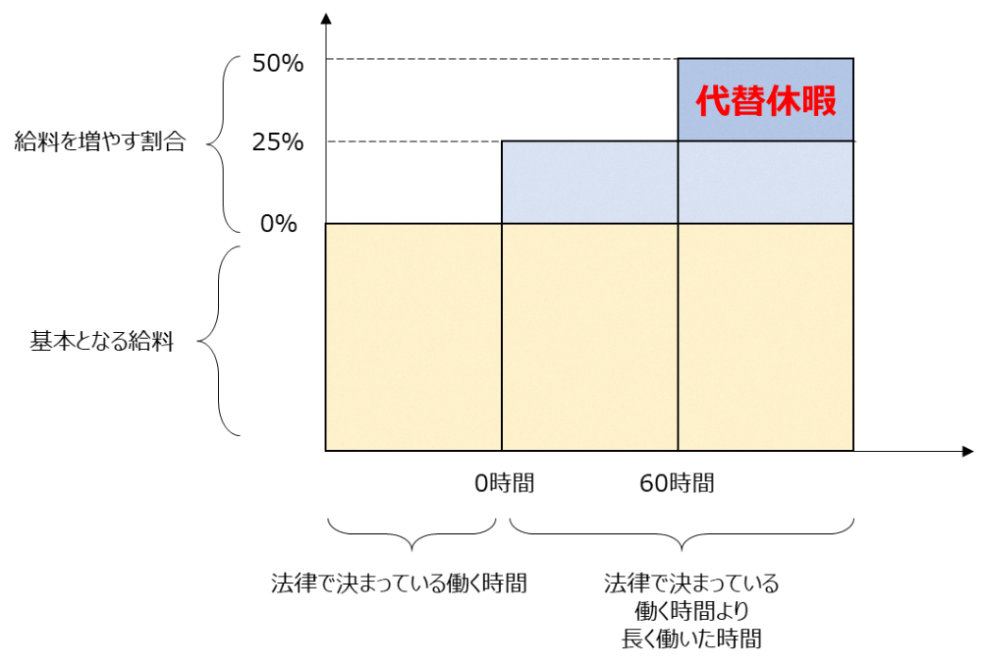 50%
代替休暇
給料を増やす割合
25%
0%
基本となる給料
0時間
60時間
法律で決まっている働く時間
法律で決まっている
働く時間より
長く働いた時間